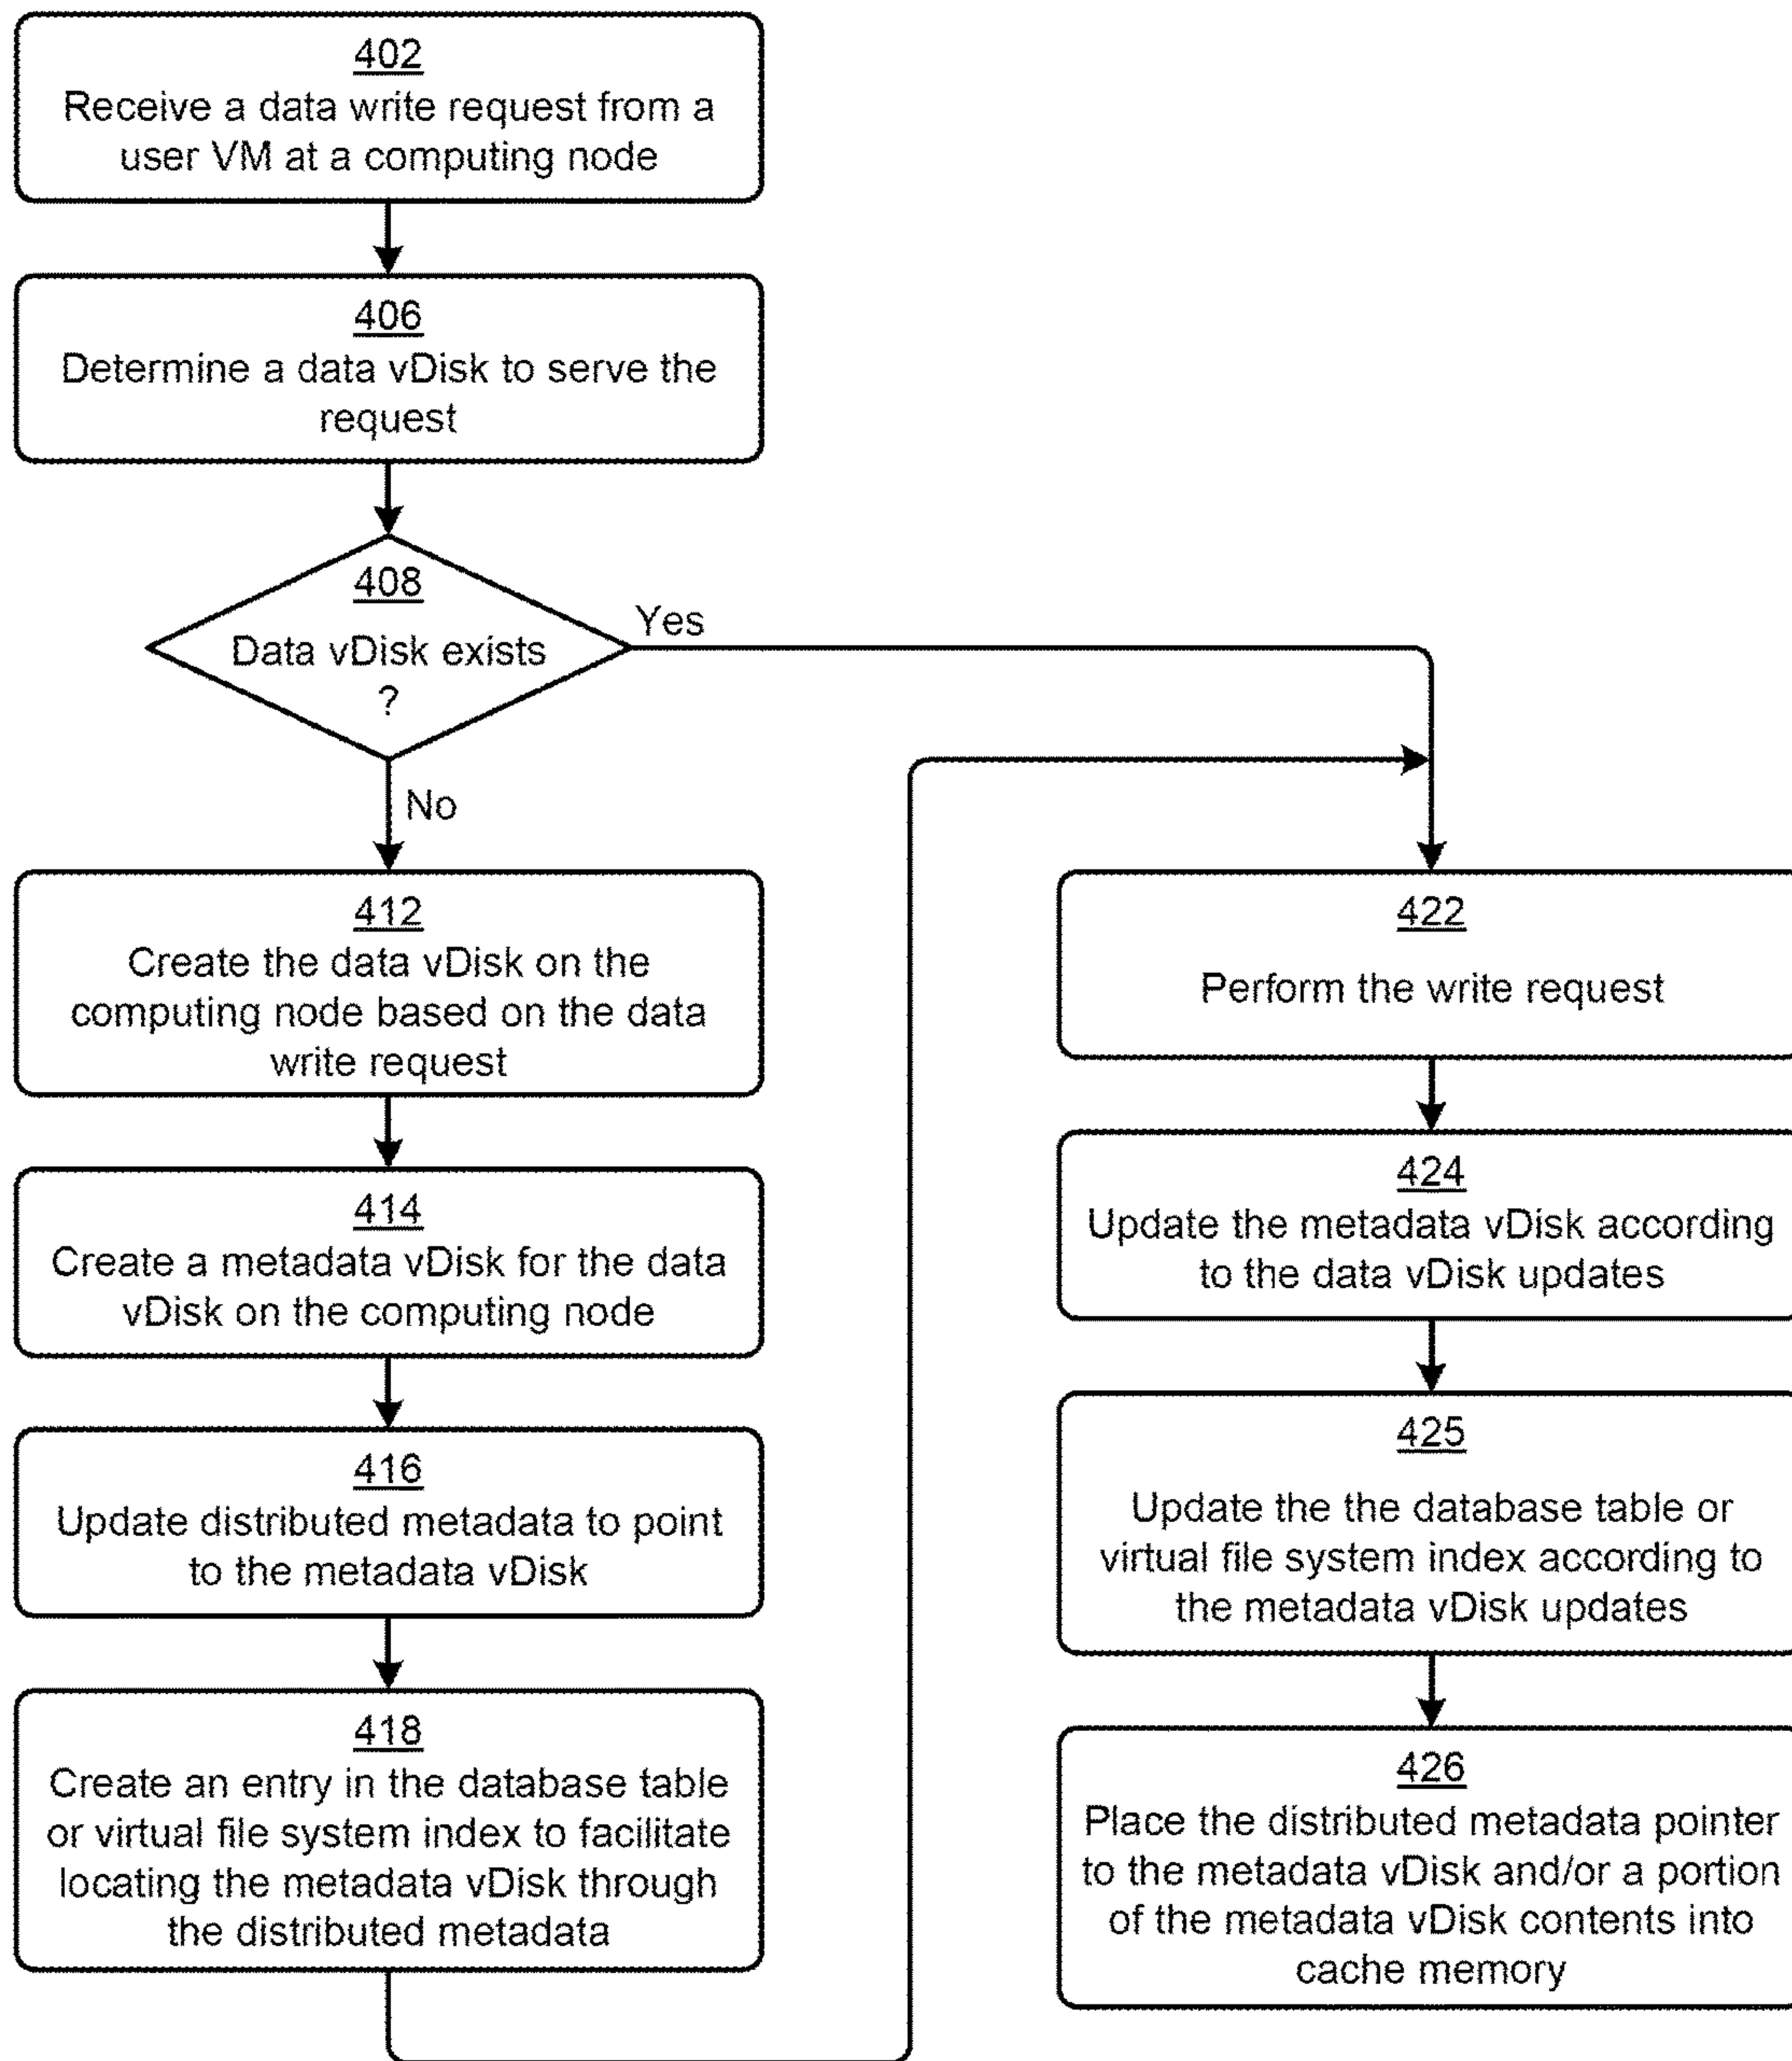 402
Receive a data write request from a
user VM at a computing node
406
Determine a data vDisk to serve the
request
408
Data vDisk exists
?
Yes
No
412
Create the data vDisk on the
computing node based on the data
write request
414
Create a metadata vDisk for the data
vDisk on the computing node
416
Update distributed metadata to point
to the metadata vDisk
418
Create an entry in the database table
or virtual file system index to facilitate
locating the metadata vDisk through
the distributed metadata
422
Perform the write request
424
Update the metadata vDisk according
to the data vDisk updates
425
Update the the database table or
virtual file system index according to
the metadata vDisk updates
426
Place the distributed metadata pointer
to the metadata vDisk and/or a portion
of the metadata vDisk contents into
cache memory